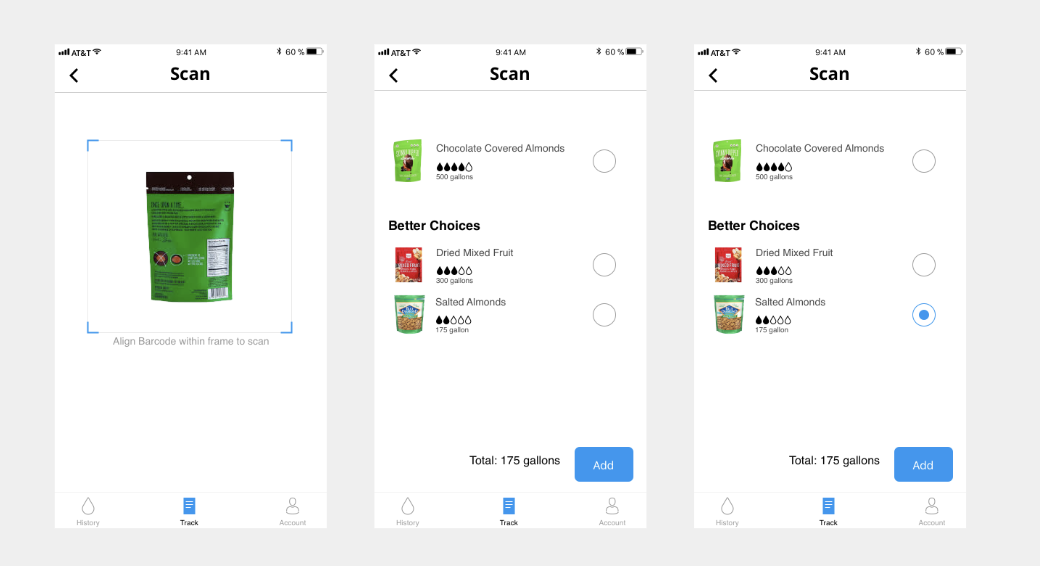 AT&T 9:41 AM 60 %
Scan
Align Barcode within frame to scan
History Track Account
AT&T 9:41 AM 60 %
Scan
Chocolate Covered Almonds
500 gallons
Better Choices
Dried Mixed Fruit
300 gallons
Salted Almonds
175 gallon
Total: 175 gallons Add
History Track Account
AT&T 9:41 AM 60 %
Scan
Chocolate Covered Almonds
500 gallons
Better Choices
Dried Mixed Fruit
300 gallons
Salted Almonds
175 gallon
Total: 175 gallons Add
History Track Account